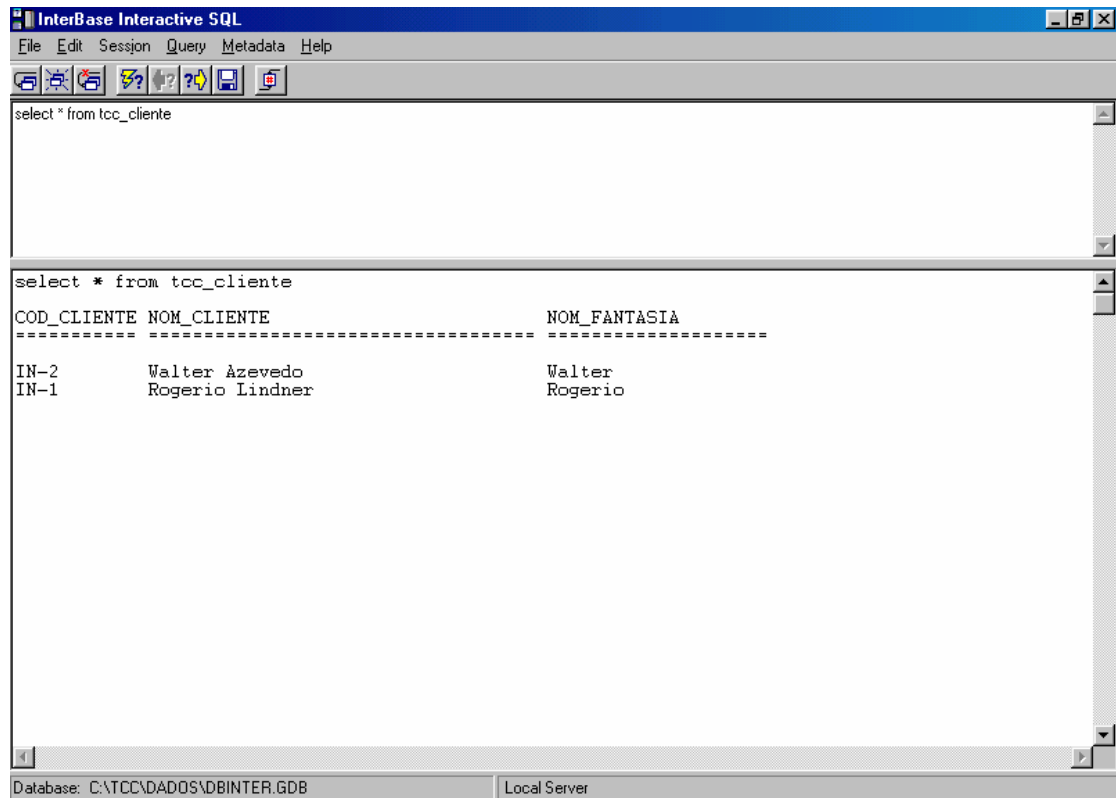 InterBase Interactive SQL
File Edit Session Query Metadata Help
select * from tcc_cliente
select * from tcc_cliente
COD_CLIENTE NOM_CLIENTE NOM_FANTASIA
=========== =================================== ====================
IN-2 Walter Azevedo Walter
IN-1 Rogerio Lindner Rogerio
Database: C:\TCC\DADOS\DBINTER.GDB Local Server